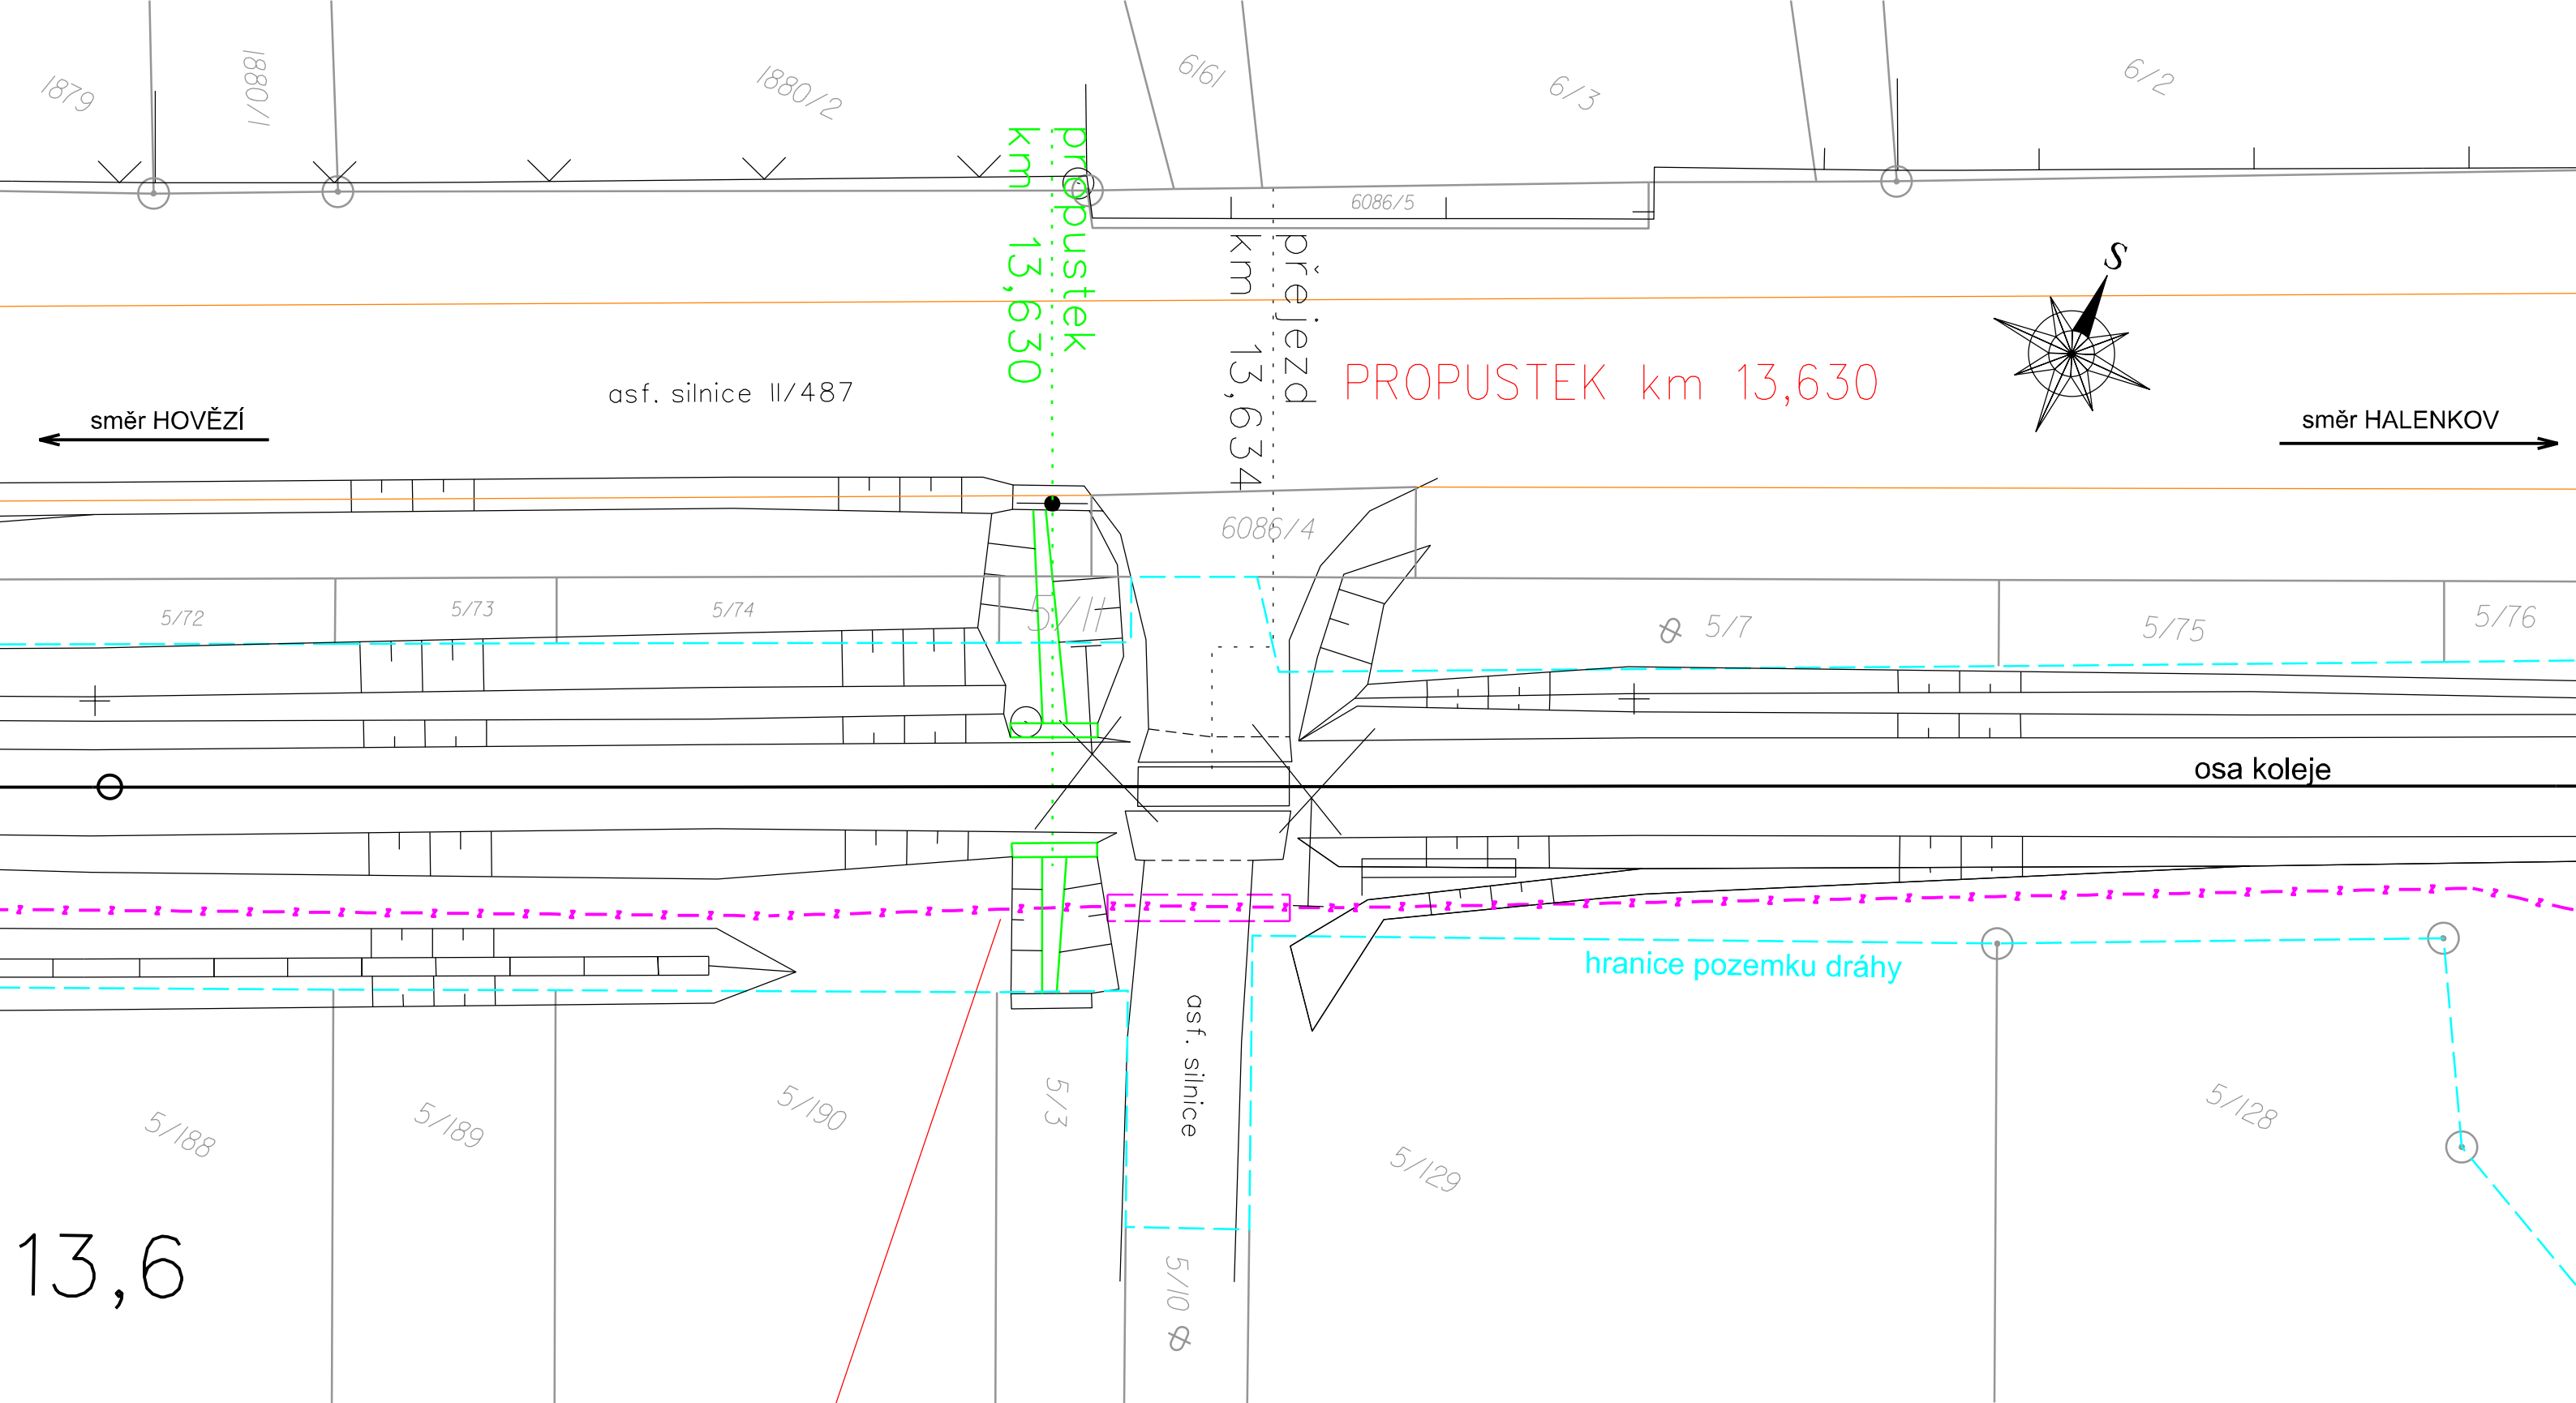 1879
1880/1
1880/2
6161
6/3
6/2
6086/5
propustek
km 13,630
přejezd
km 13,634
S
PROPUSTEK km 13,630
asf. silnice II/487
směr HOVĚZÍ
směr HALENKOV
6086/4
5/72
5/73
5/74
5/11
5/7
5/75
5/76
osa koleje
hranice pozemku dráhy
asf. silnice
5/188
5/189
5/190
5/3
5/129
5/128
13,6
5/10